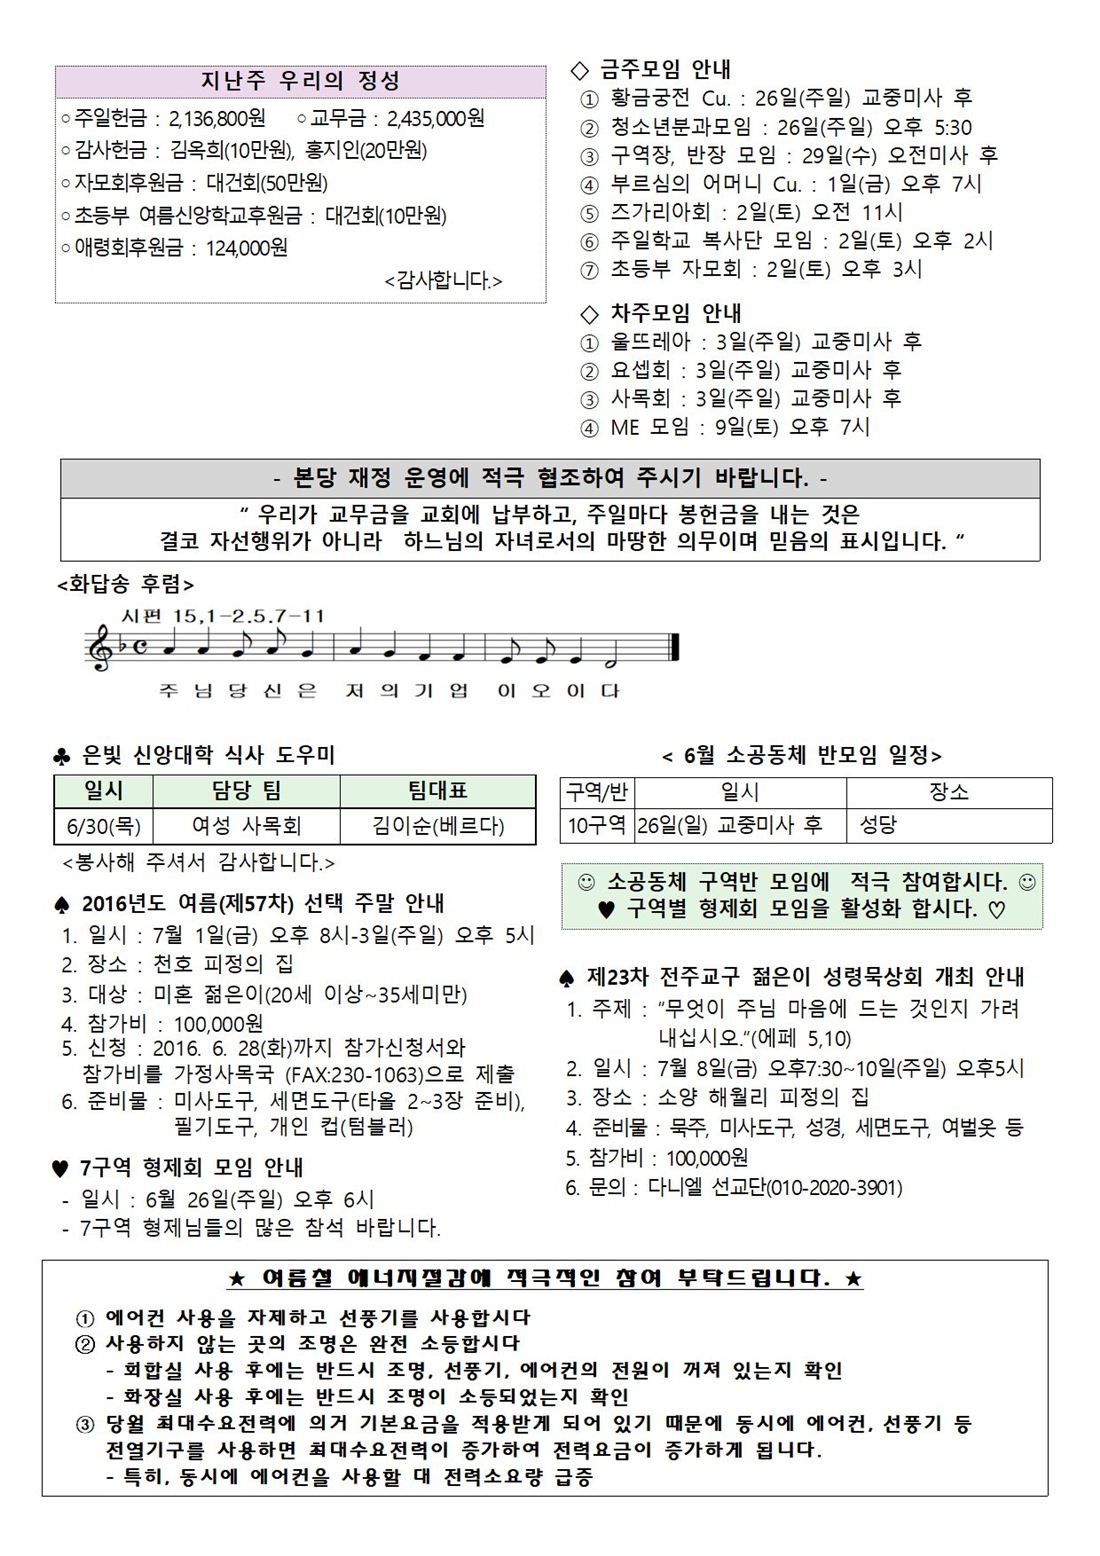 지난주 우리의 정성
○ 주일헌금 : 2,136,800원 ○ 교무금 : 2,435,000원
○ 감사헌금 : 김옥희(10만원), 홍지인(20만원)
○ 자모회후원금 : 대건회(50만원)
○ 초등부 여름신앙학교후원금 : 대건회(10만원)
○ 애령회후원금 : 124,000원
<감사합니다.>
◇ 금주모임 안내
① 황금궁전 Cu. : 26일(주일) 교중미사 후
② 청소년분과모임 : 26일(주일) 오후 5:30
③ 구역장, 반장 모임 : 29일(수) 오전미사 후
④ 부르심의 어머니 Cu. : 1일(금) 오후 7시
⑤ 즈가리아회 : 2일(토) 오전 11시
⑥ 주일학교 복사단 모임 : 2일(토) 오후 2시
⑦ 초등부 자모회 : 2일(토) 오후 3시
◇ 차주모임 안내
① 울뜨레아 : 3일(주일) 교중미사 후
② 요셉회 : 3일(주일) 교중미사 후
③ 사목회 : 3일(주일) 교중미사 후
④ ME 모임 : 9일(토) 오후 7시
- 본당 재정 운영에 적극 협조하여 주시기 바랍니다. -
“ 우리가 교무금을 교회에 납부하고, 주일마다 봉헌금을 내는 것은
결코 자선행위가 아니라 하느님의 자녀로서의 마땅한 의무이며 믿음의 표시입니다. “
<화답송 후렴>
시편 15,1-2.5.7-11
주 님 당 신 은 저 의 기 업 이 오 이 다
♣ 은빛 신앙대학 식사 도우미
일시 담당 팀 팀대표
6/30(목) 여성 사목회 김이순(베르다)
<봉사해 주셔서 감사합니다.>
♠ 2016년도 여름(제57차) 선택 주말 안내
1. 일시 : 7월 1일(금) 오후 8시-3일(주일) 오후 5시
2. 장소 : 천호 피정의 집
3. 대상 : 미혼 젊은이(20세 이상~35세미만)
4. 참가비 : 100,000원
5. 신청 : 2016. 6. 28(화)까지 참가신청서와
참가비를 가정사목국 (FAX:230-1063)으로 제출
6. 준비물 : 미사도구, 세면도구(타올 2~3장 준비),
필기도구, 개인 컵(텀블러)
♥ 7구역 형제회 모임 안내
- 일시 : 6월 26일(주일) 오후 6시
- 7구역 형제님들의 많은 참석 바랍니다.
< 6월 소공동체 반모임 일정>
구역/반 일시 장소
10구역 26일(일) 교중미사 후 성당
☺ 소공동체 구역반 모임에 적극 참여합시다. ☺
♥ 구역별 형제회 모임을 활성화 합시다. ♡
♠ 제23차 전주교구 젊은이 성령묵상회 개최 안내
1. 주제 : “무엇이 주님 마음에 드는 것인지 가려
내십시오.“(에페 5,10)
2. 일시 : 7월 8일(금) 오후7:30~10일(주일) 오후5시
3. 장소 : 소양 해월리 피정의 집
4. 준비물 : 묵주, 미사도구, 성경, 세면도구, 여벌옷 등
5. 참가비 : 100,000원
6. 문의 : 다니엘 선교단(010-2020-3901)
★ 여름철 에너지절감에 적극적인 참여 부탁드립니다. ★
① 에어컨 사용을 자제하고 선풍기를 사용합시다
② 사용하지 않는 곳의 조명은 완전 소등합시다
- 회합실 사용 후에는 반드시 조명, 선풍기, 에어컨의 전원이 꺼져 있는지 확인
- 화장실 사용 후에는 반드시 조명이 소등되었는지 확인
③ 당월 최대수요전력에 의거 기본요금을 적용받게 되어 있기 때문에 동시에 에어컨, 선풍기 등
전열기구를 사용하면 최대수요전력이 증가하여 전력요금이 증가하게 됩니다.
- 특히, 동시에 에어컨을 사용할 대 전력소요량 급증